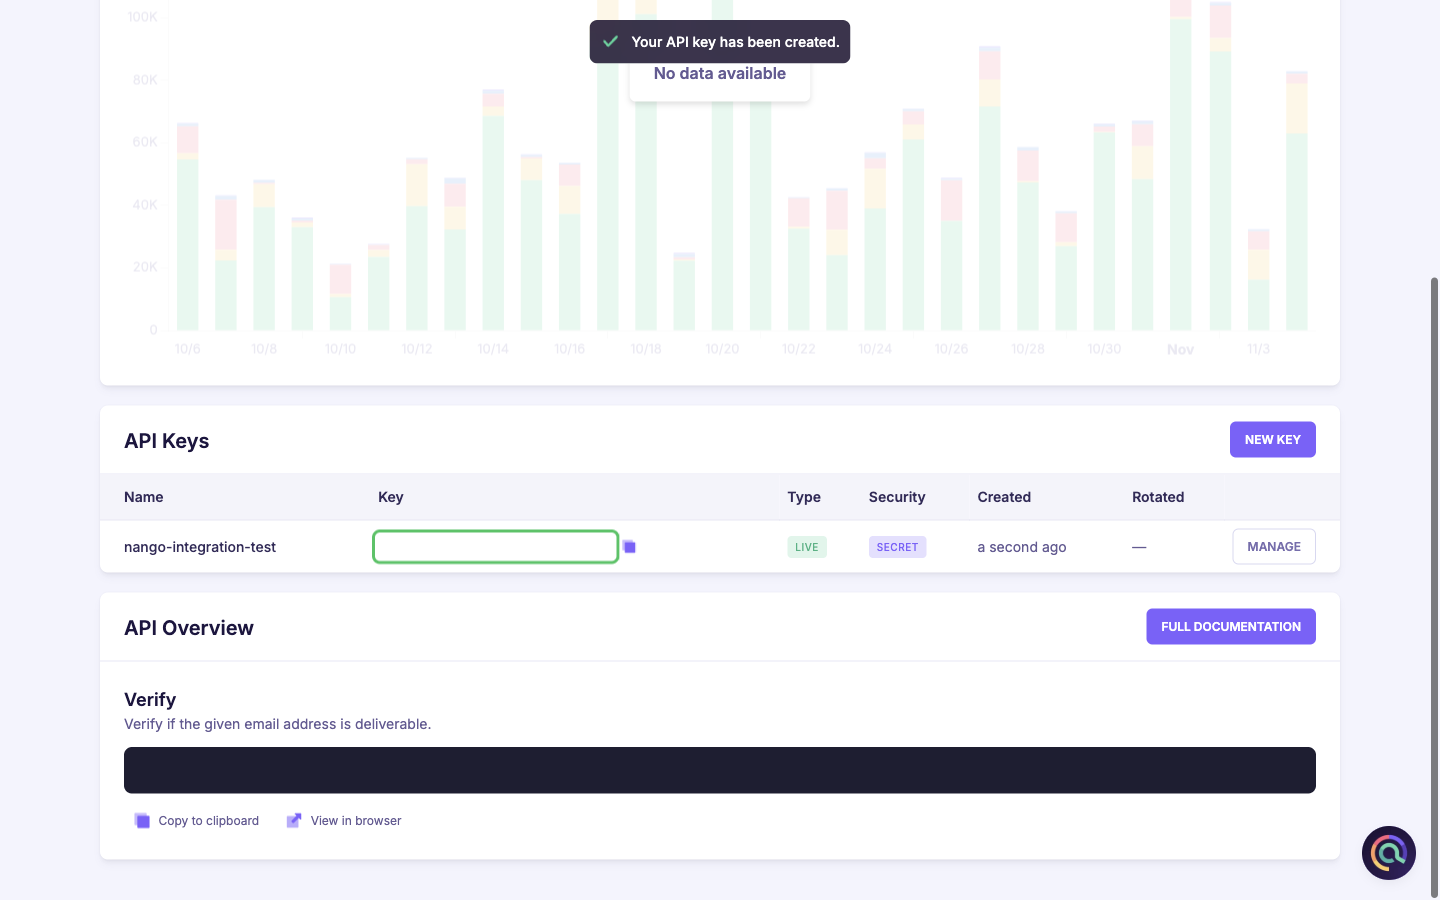 Your API key has been created.
No data available
100K
80K
60K
40K
20K
0
10/6 10/8 10/10 10/12 10/14 10/16 10/18 10/20 10/22 10/24 10/26 10/28 10/30 Nov 11/3
API Keys
NEW KEY
Name Key Type Security Created Rotated
nango-integration-test LIVE SECRET a second ago — MANAGE
API Overview
FULL DOCUMENTATION
Verify
Verify if the given email address is deliverable.
Copy to clipboard View in browser